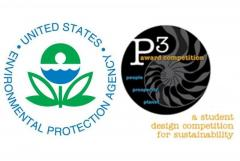 UNITED STATES
ENVIRONMENTAL PROTECTION AGENCY
P3
award competition
people
prosperity
planet
a student
design competition
for sustainability